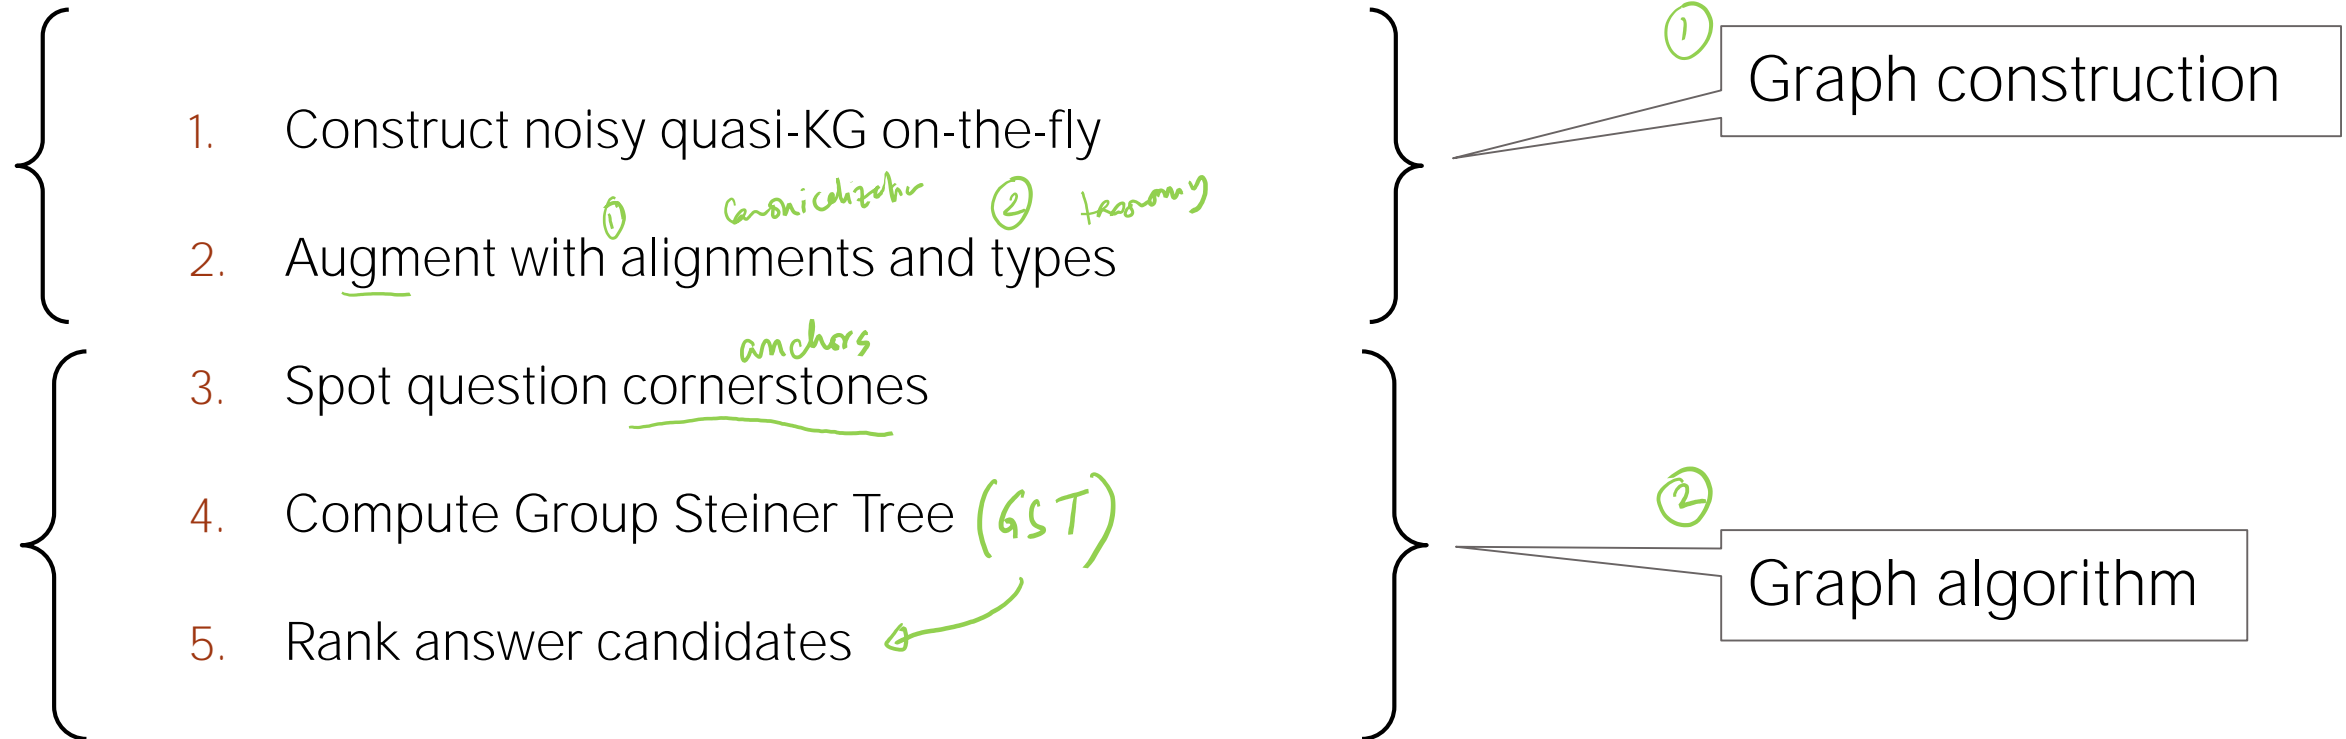 ① Graph construction
1. Construct noisy quasi-KG on-the-fly
① canonicalization ② taxonomy
2. Augment with alignments and types
anchors
3. Spot question cornerstones
4. Compute Group Steiner Tree (GST)
②
Graph algorithm
5. Rank answer candidates